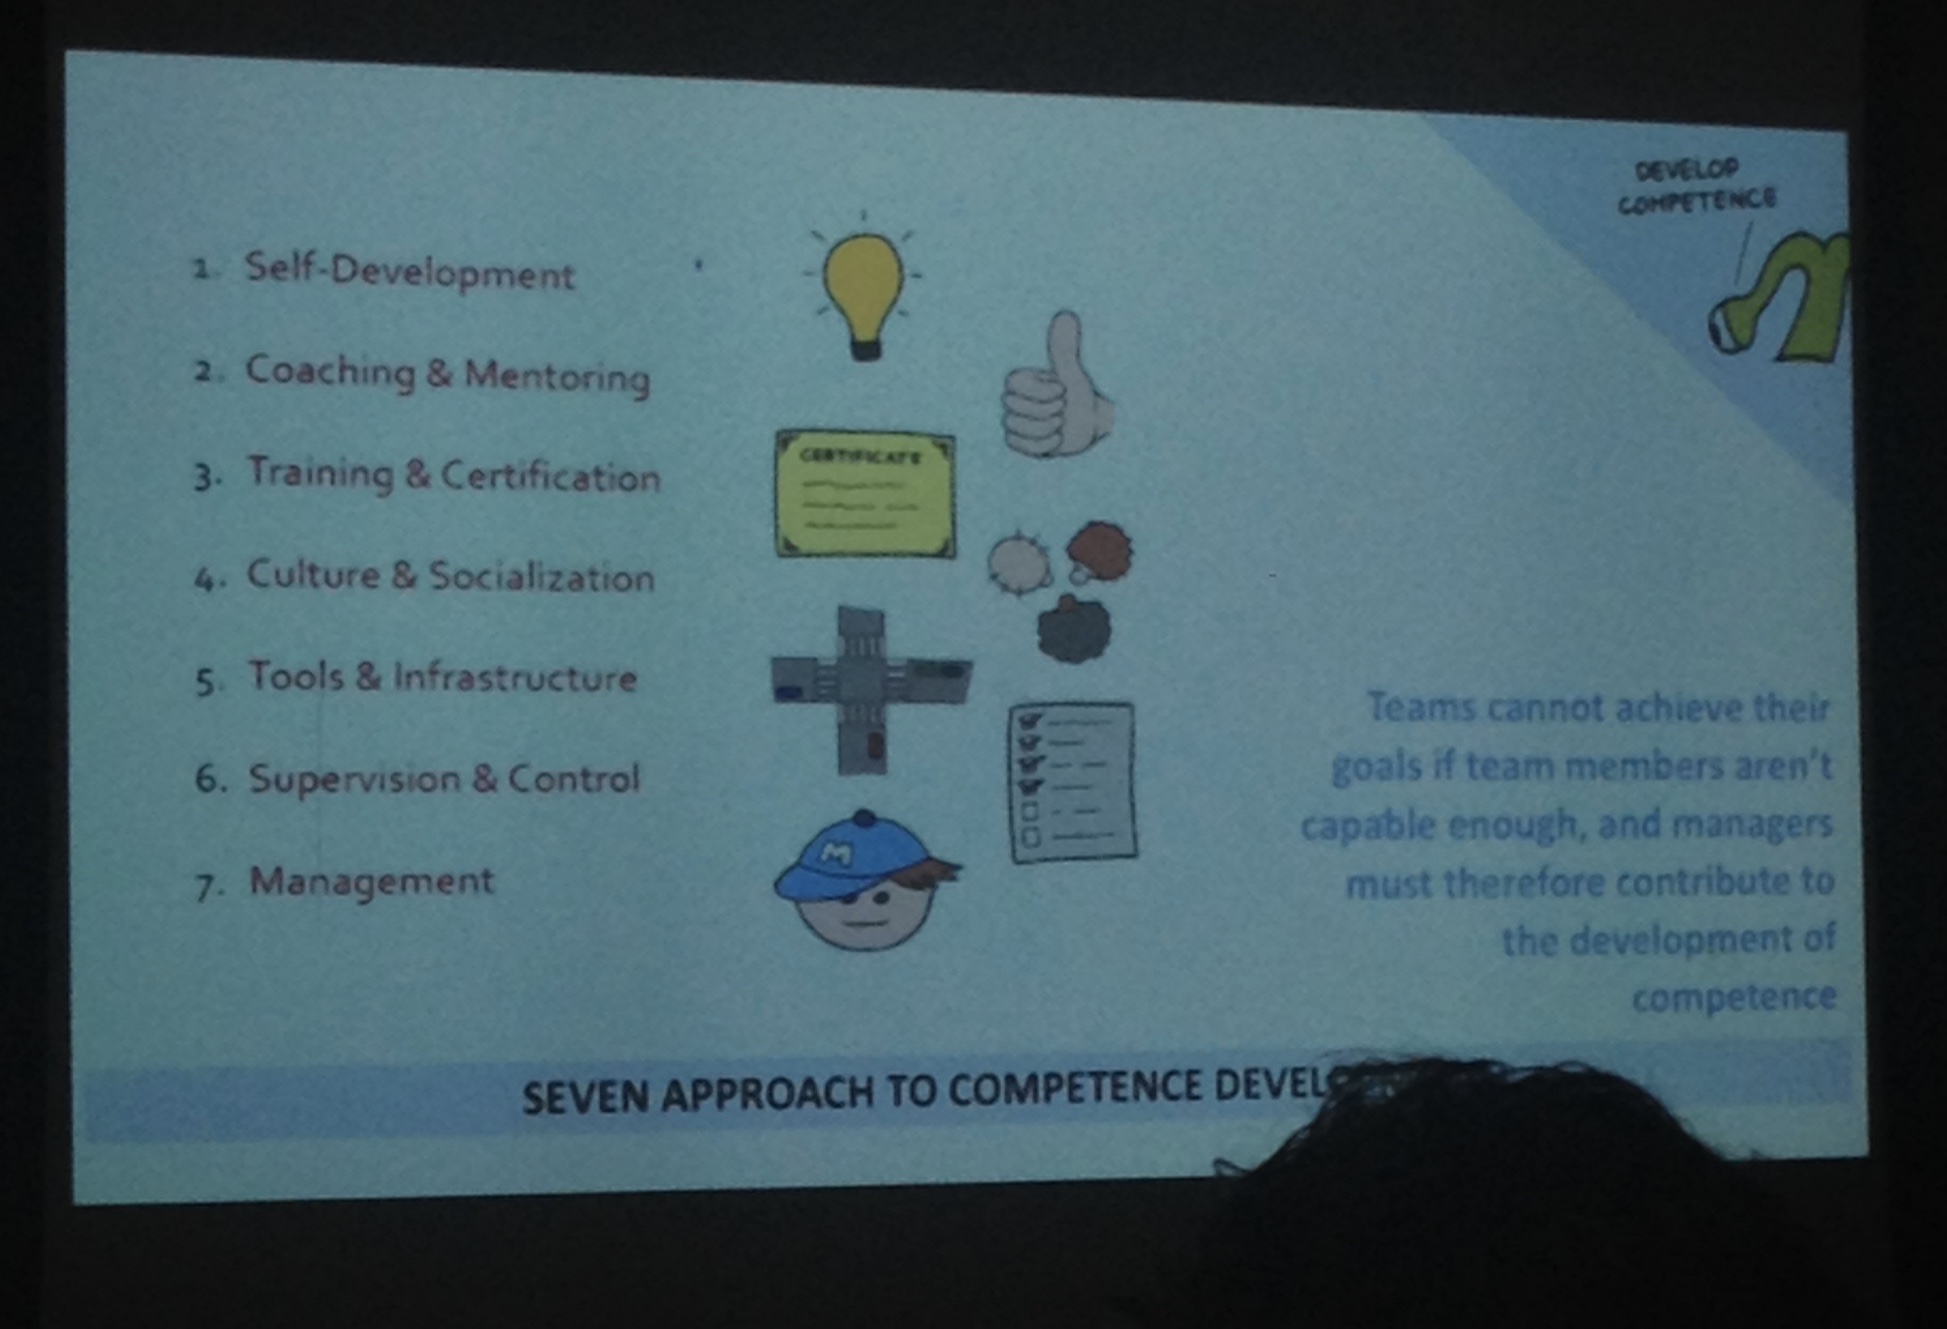 DEVELOP
COMPETENCE
1. Self-Development
2. Coaching & Mentoring
3. Training & Certification
4. Culture & Socialization
5. Tools & Infrastructure
6. Supervision & Control
7. Management
CERTIFICATE
M
Teams cannot achieve their
goals if team members aren't
capable enough, and managers
must therefore contribute to
the development of
competence
SEVEN APPROACH TO COMPETENCE